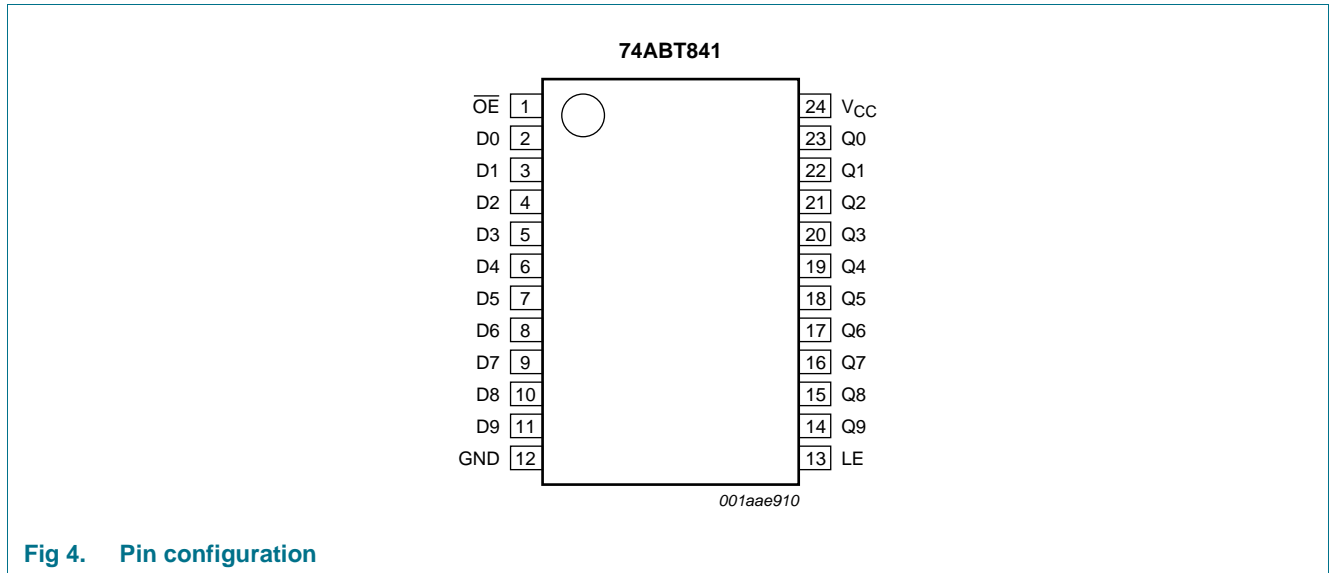 74ABT841
OE 1 24 VCC
D0 2 23 Q0
D1 3 22 Q1
D2 4 21 Q2
D3 5 20 Q3
D4 6 19 Q4
D5 7 18 Q5
D6 8 17 Q6
D7 9 16 Q7
D8 10 15 Q8
D9 11 14 Q9
GND 12 13 LE
001aae910
Fig 4. Pin configuration